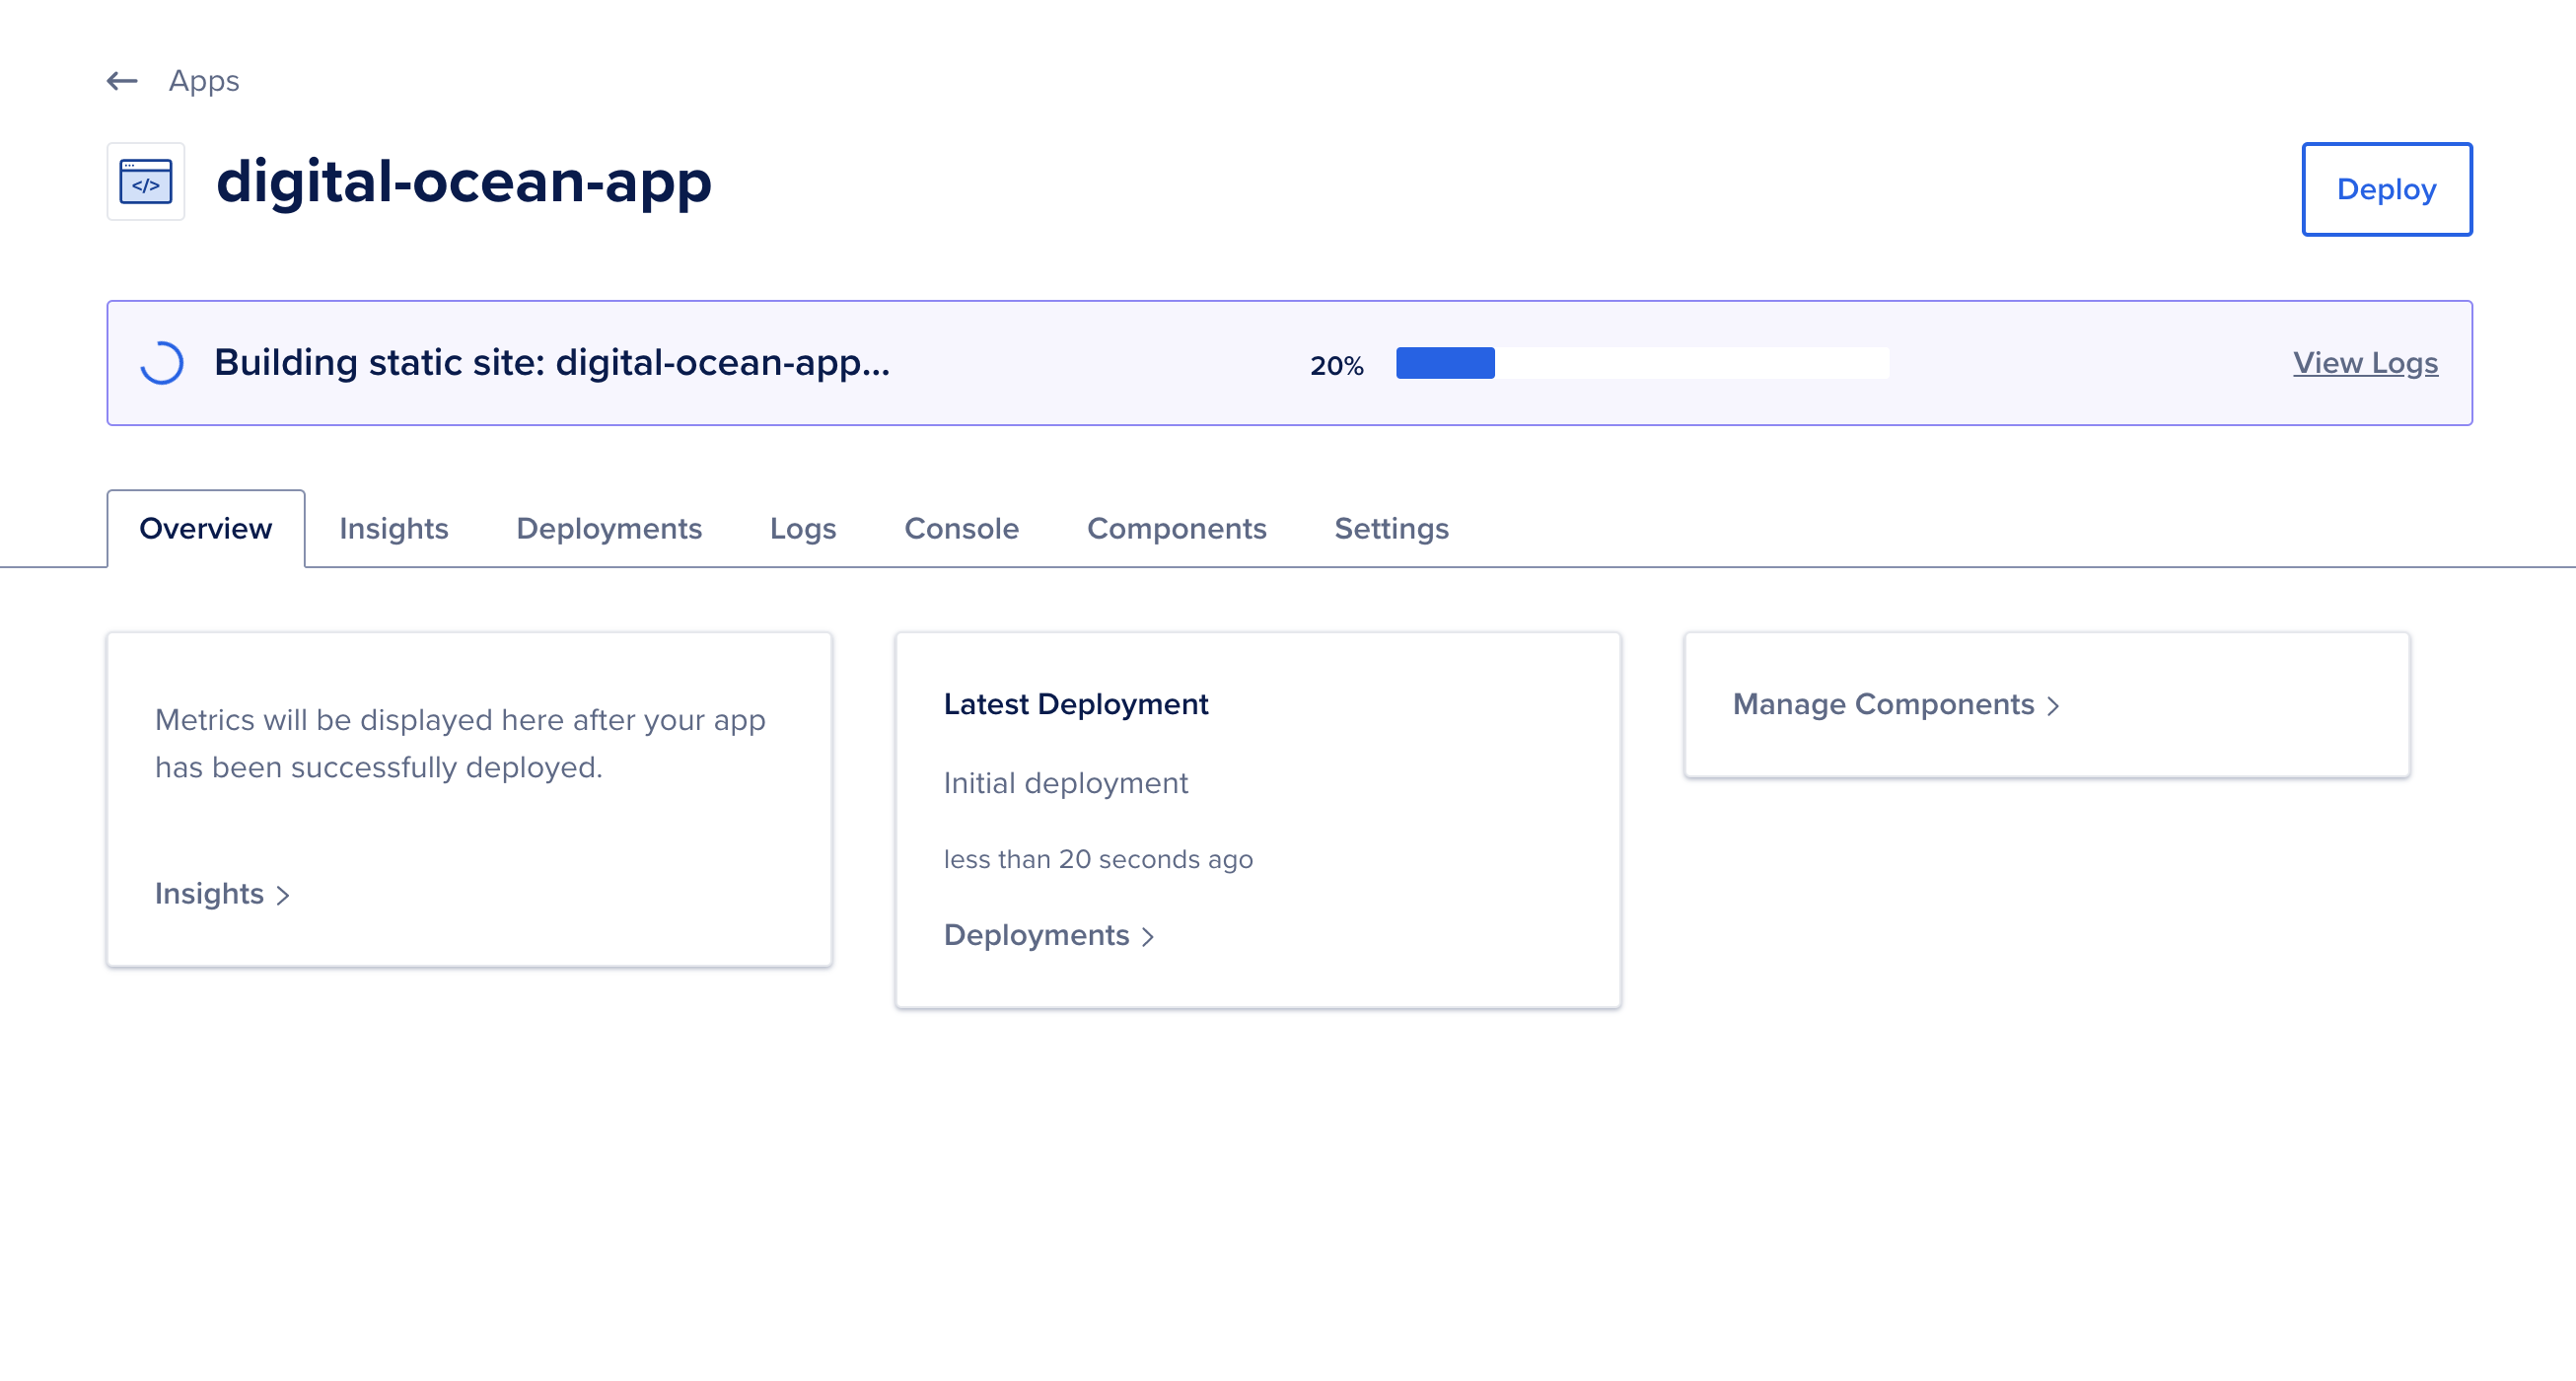 Apps
</>
digital-ocean-app
Deploy
Building static site: digital-ocean-app...
20%
View Logs
Overview
Insights
Deployments
Logs
Console
Components
Settings
Metrics will be displayed here after your app
has been successfully deployed.
Insights
Latest Deployment
Initial deployment
less than 20 seconds ago
Deployments
Manage Components